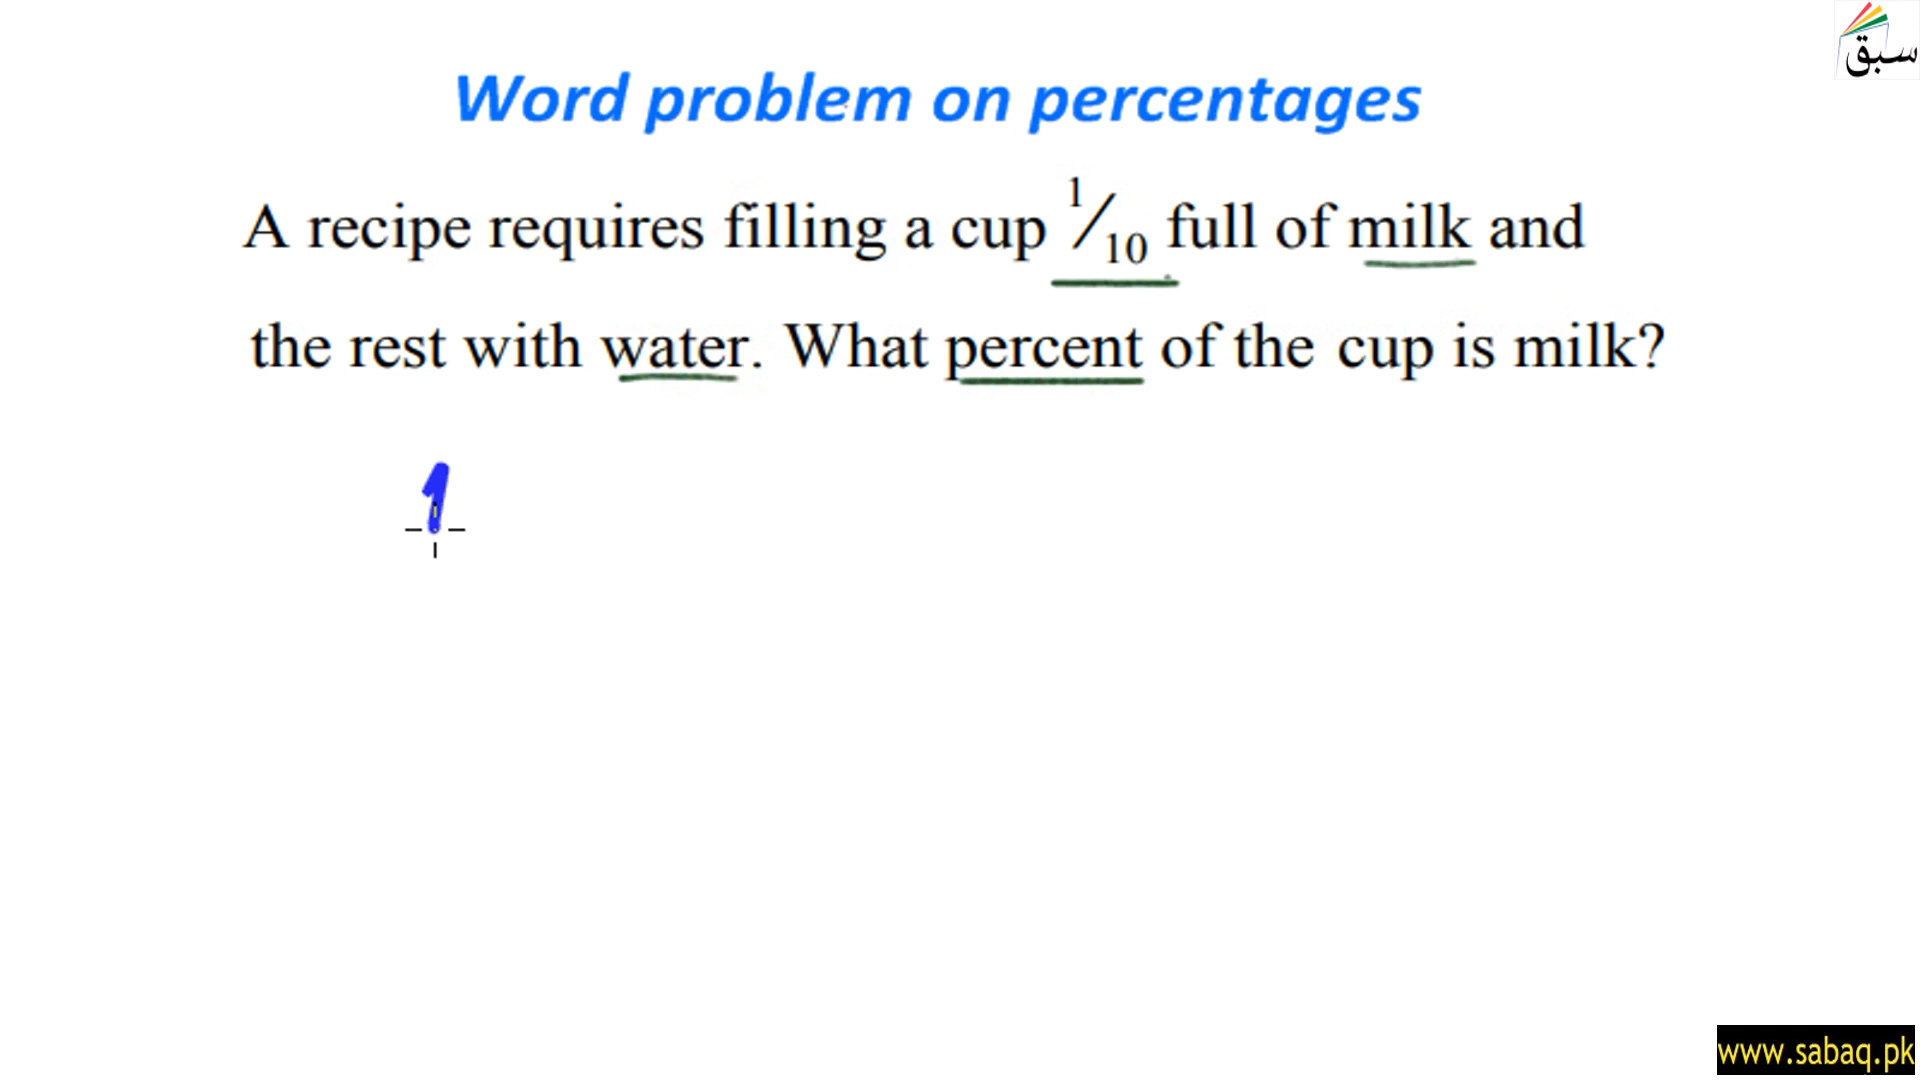 سبق
Word problem on percentages
A recipe requires filling a cup 1/10 full of milk and
the rest with water. What percent of the cup is milk?
1
www.sabaq.pk